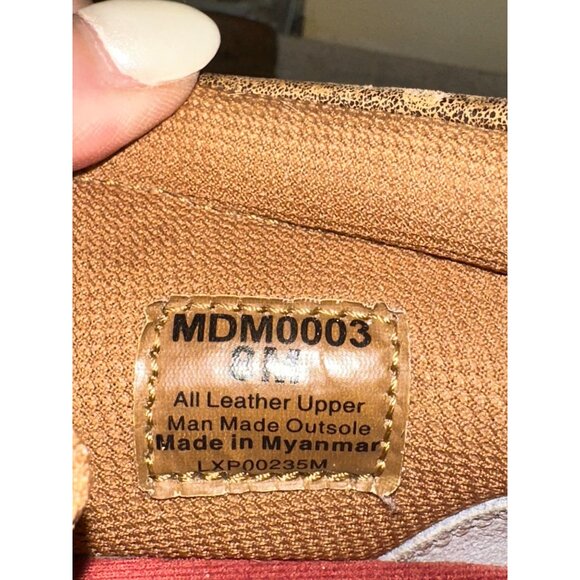 MDM0003
All Leather Upper
Man Made Outsole
Made in Myanmar
LXP00235M